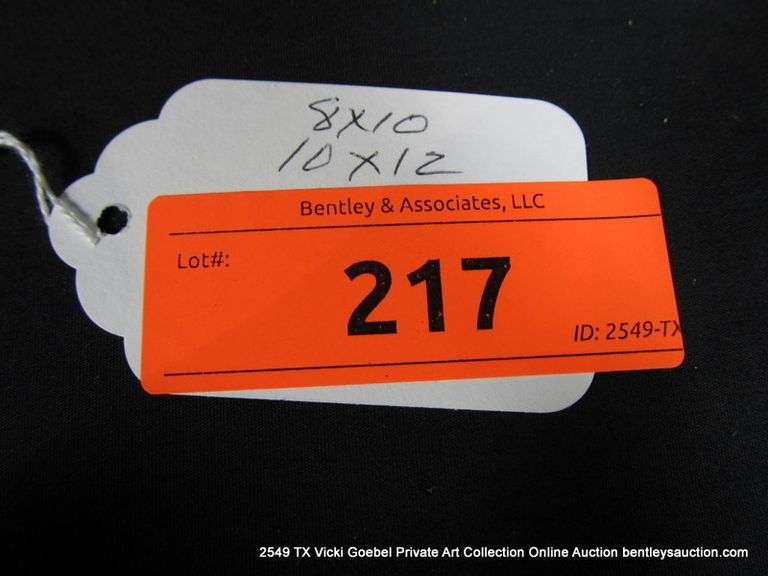 8x10
10x12
Bentley & Associates, LLC
Lot#:
217
ID: 2549-TX
2549 TX Vicki Goebel Private Art Collection Online Auction bentleysauction.com